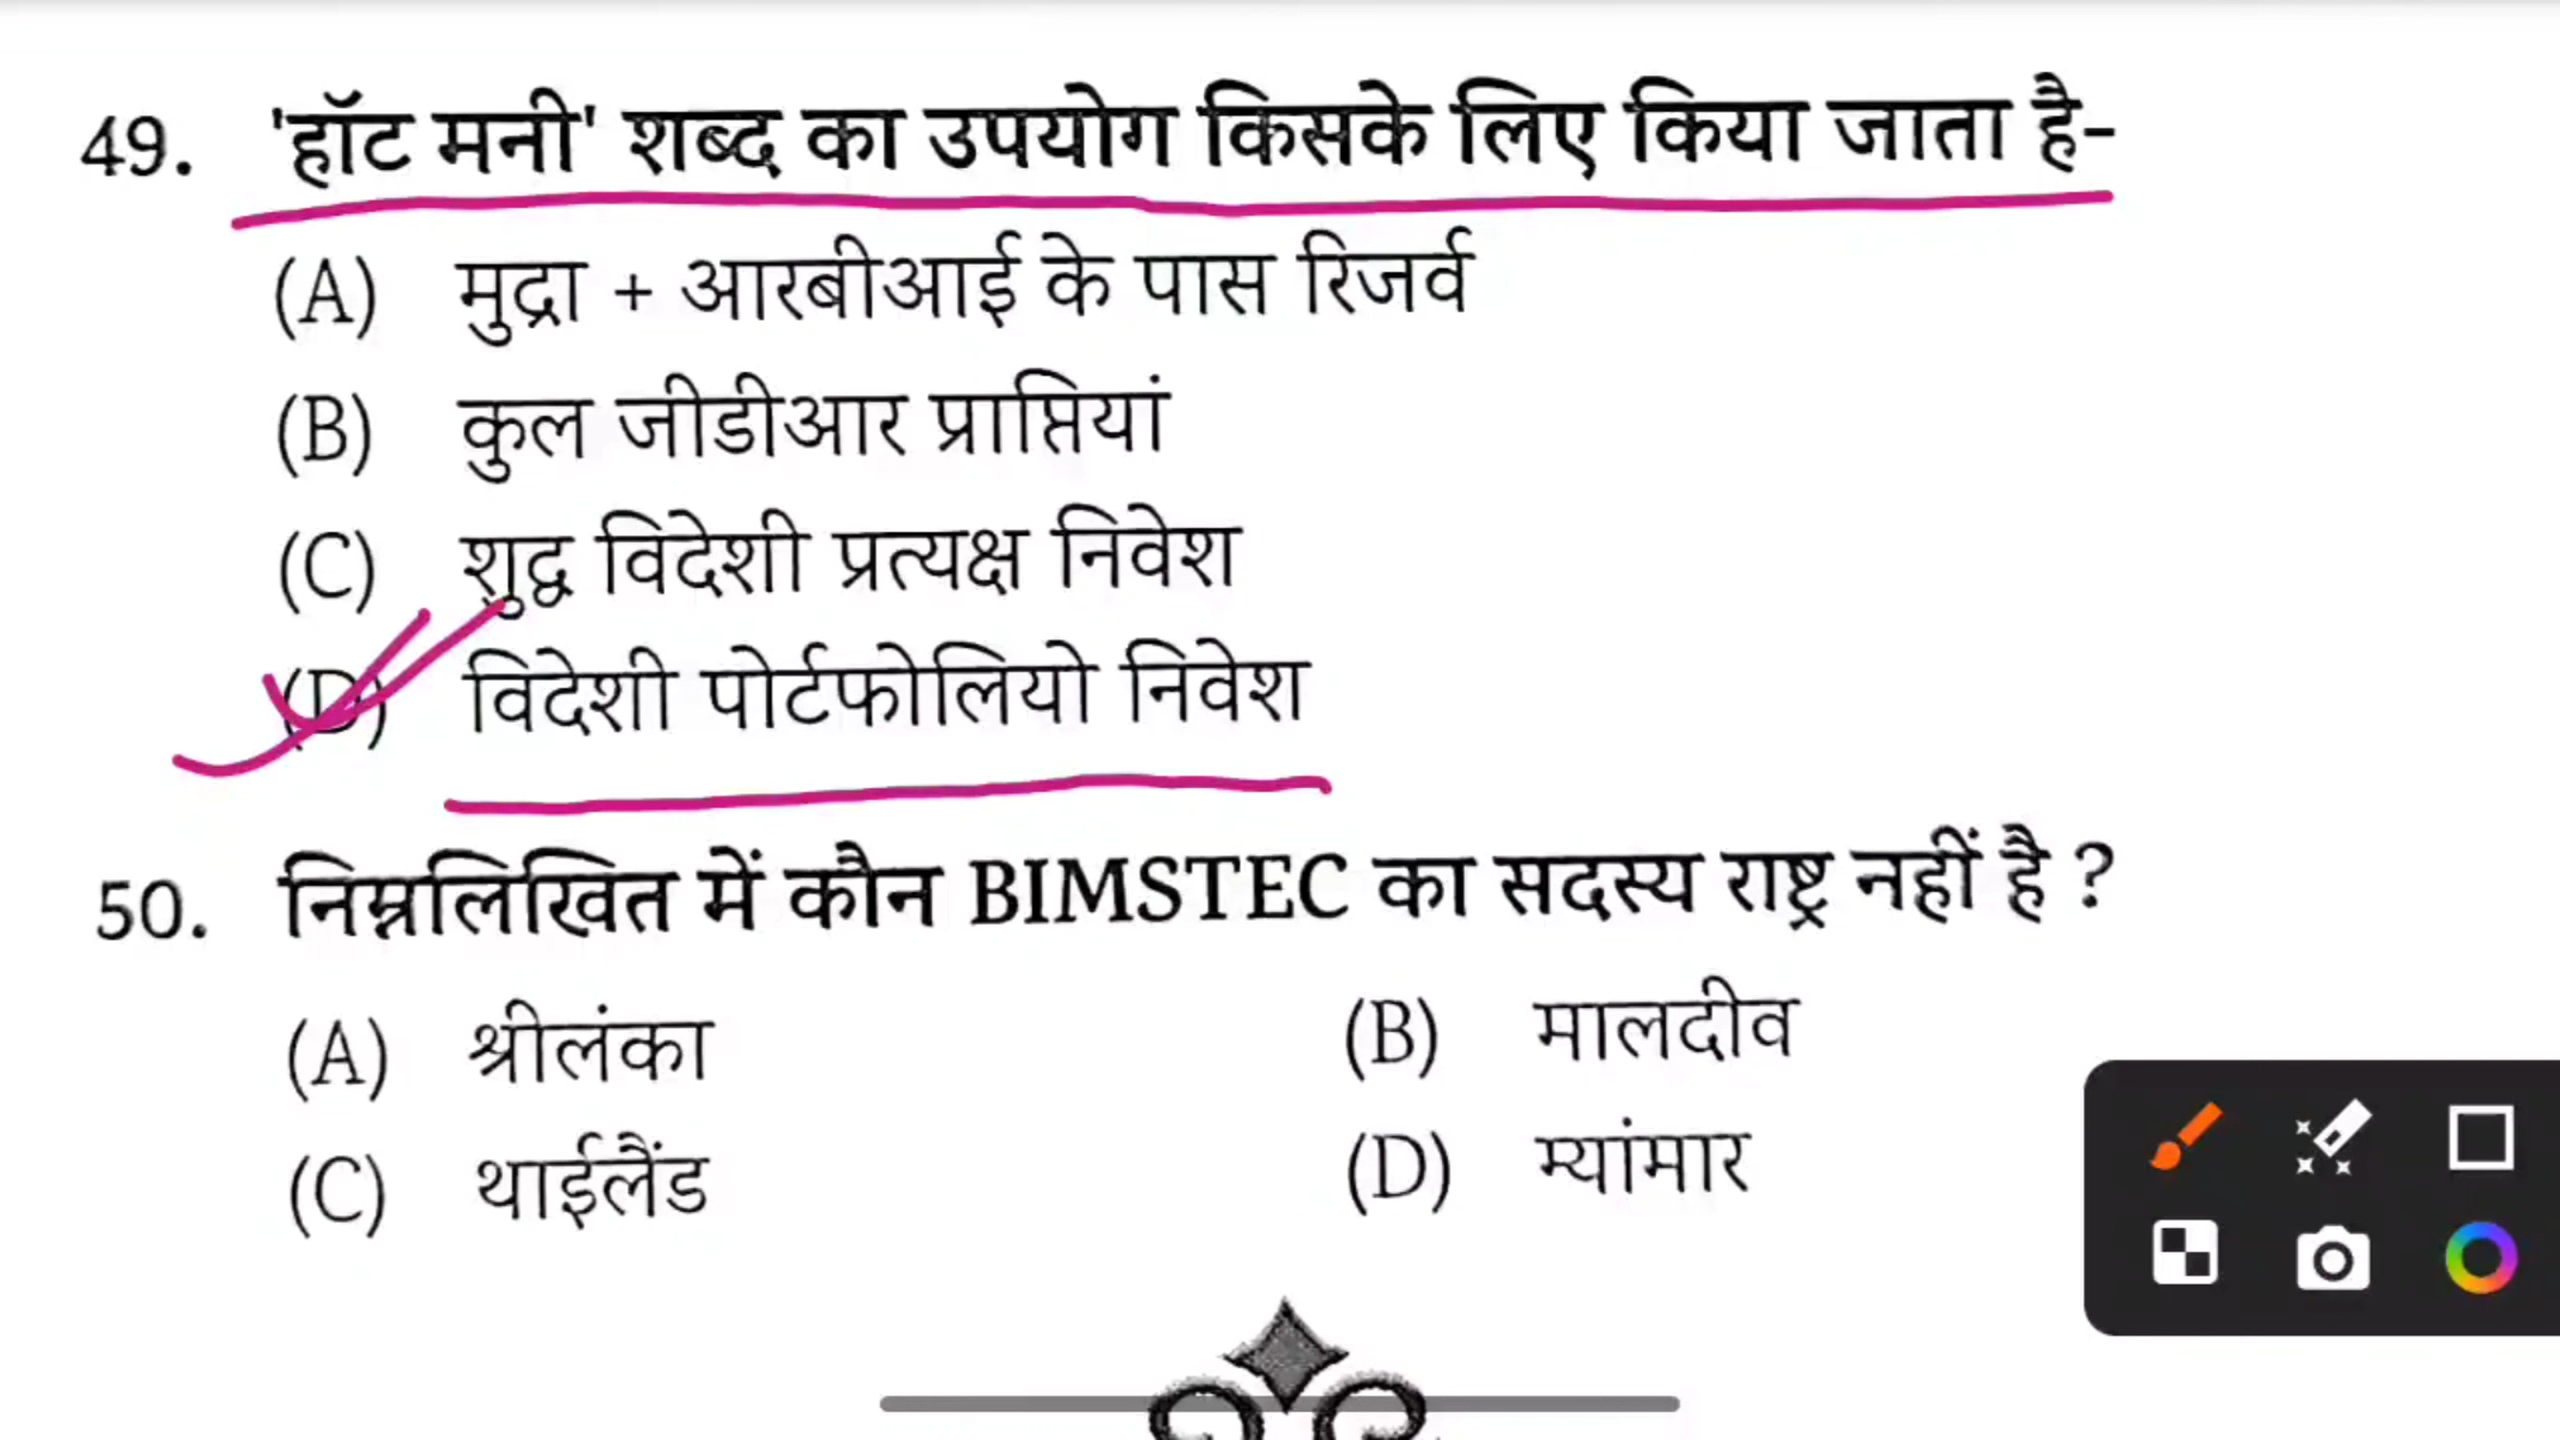 49. 'हॉट मनी' शब्द का उपयोग किसके लिए किया जाता है-
(A) मुद्रा + आरबीआई के पास रिजर्व
(B) कुल जीडीआर प्राप्तियां
(C) शुद्ध विदेशी प्रत्यक्ष निवेश
(D) विदेशी पोर्टफोलियो निवेश
50. निम्नलिखित में कौन BIMSTEC का सदस्य राष्ट्र नहीं है ?
(A) श्रीलंका (B) मालदीव
(C) थाईलैंड (D) म्यांमार